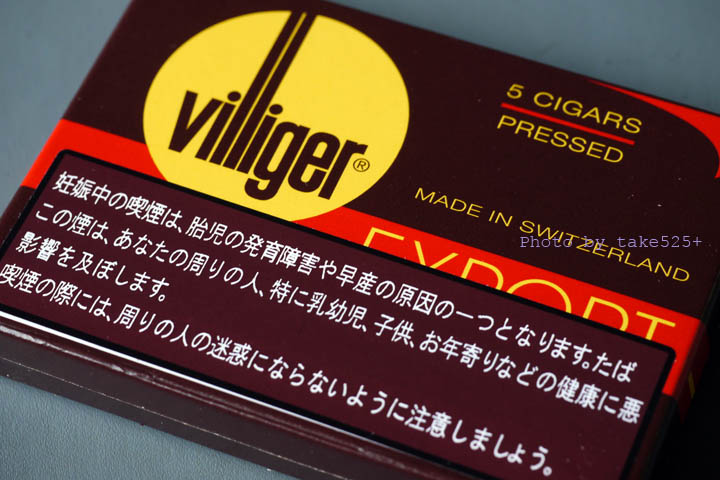 villiger®
5 CIGARS
PRESSED
MADE IN SWITZERLAND
Photo by take525+
EXPORT
妊娠中の喫煙は、胎児の発育障害や早産の原因の一つとなります。たば
この煙は、あなたの周りの人、特に乳幼児、子供、お年寄りなどの健康に悪
影響を及ぼします。
喫煙の際には、周りの人の迷惑にならないように注意しましょう。